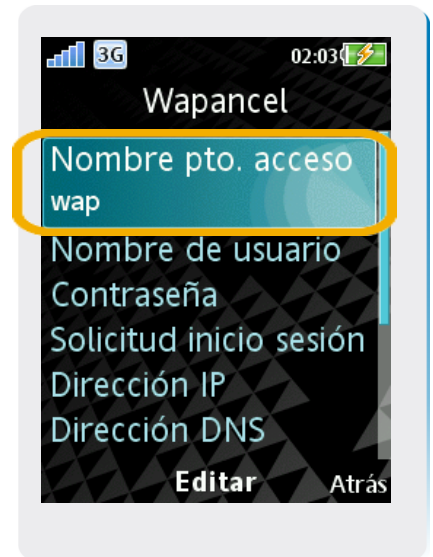 3G 02:03
Wapancel
Nombre pto. acceso
wap
Nombre de usuario
Contraseña
Solicitud inicio sesión
Dirección IP
Dirección DNS
Editar Atrás